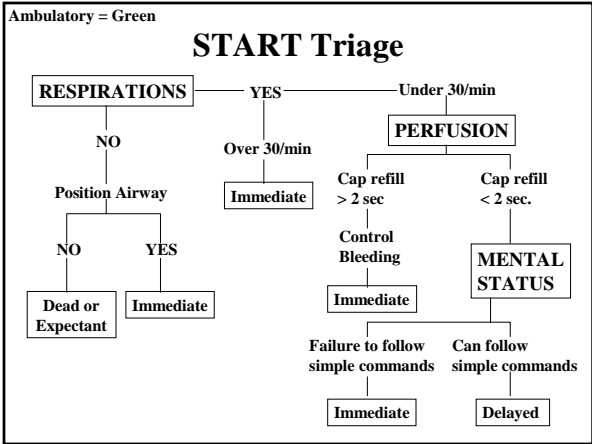 Ambulatory = Green
START Triage
RESPIRATIONS
YES
Under 30/min
PERFUSION
NO
Over 30/min
Position Airway
Immediate
Cap refill
> 2 sec
Cap refill
< 2 sec.
NO
YES
Control
Bleeding
MENTAL
STATUS
Dead or
Expectant
Immediate
Immediate
Failure to follow
simple commands
Can follow
simple commands
Immediate
Delayed